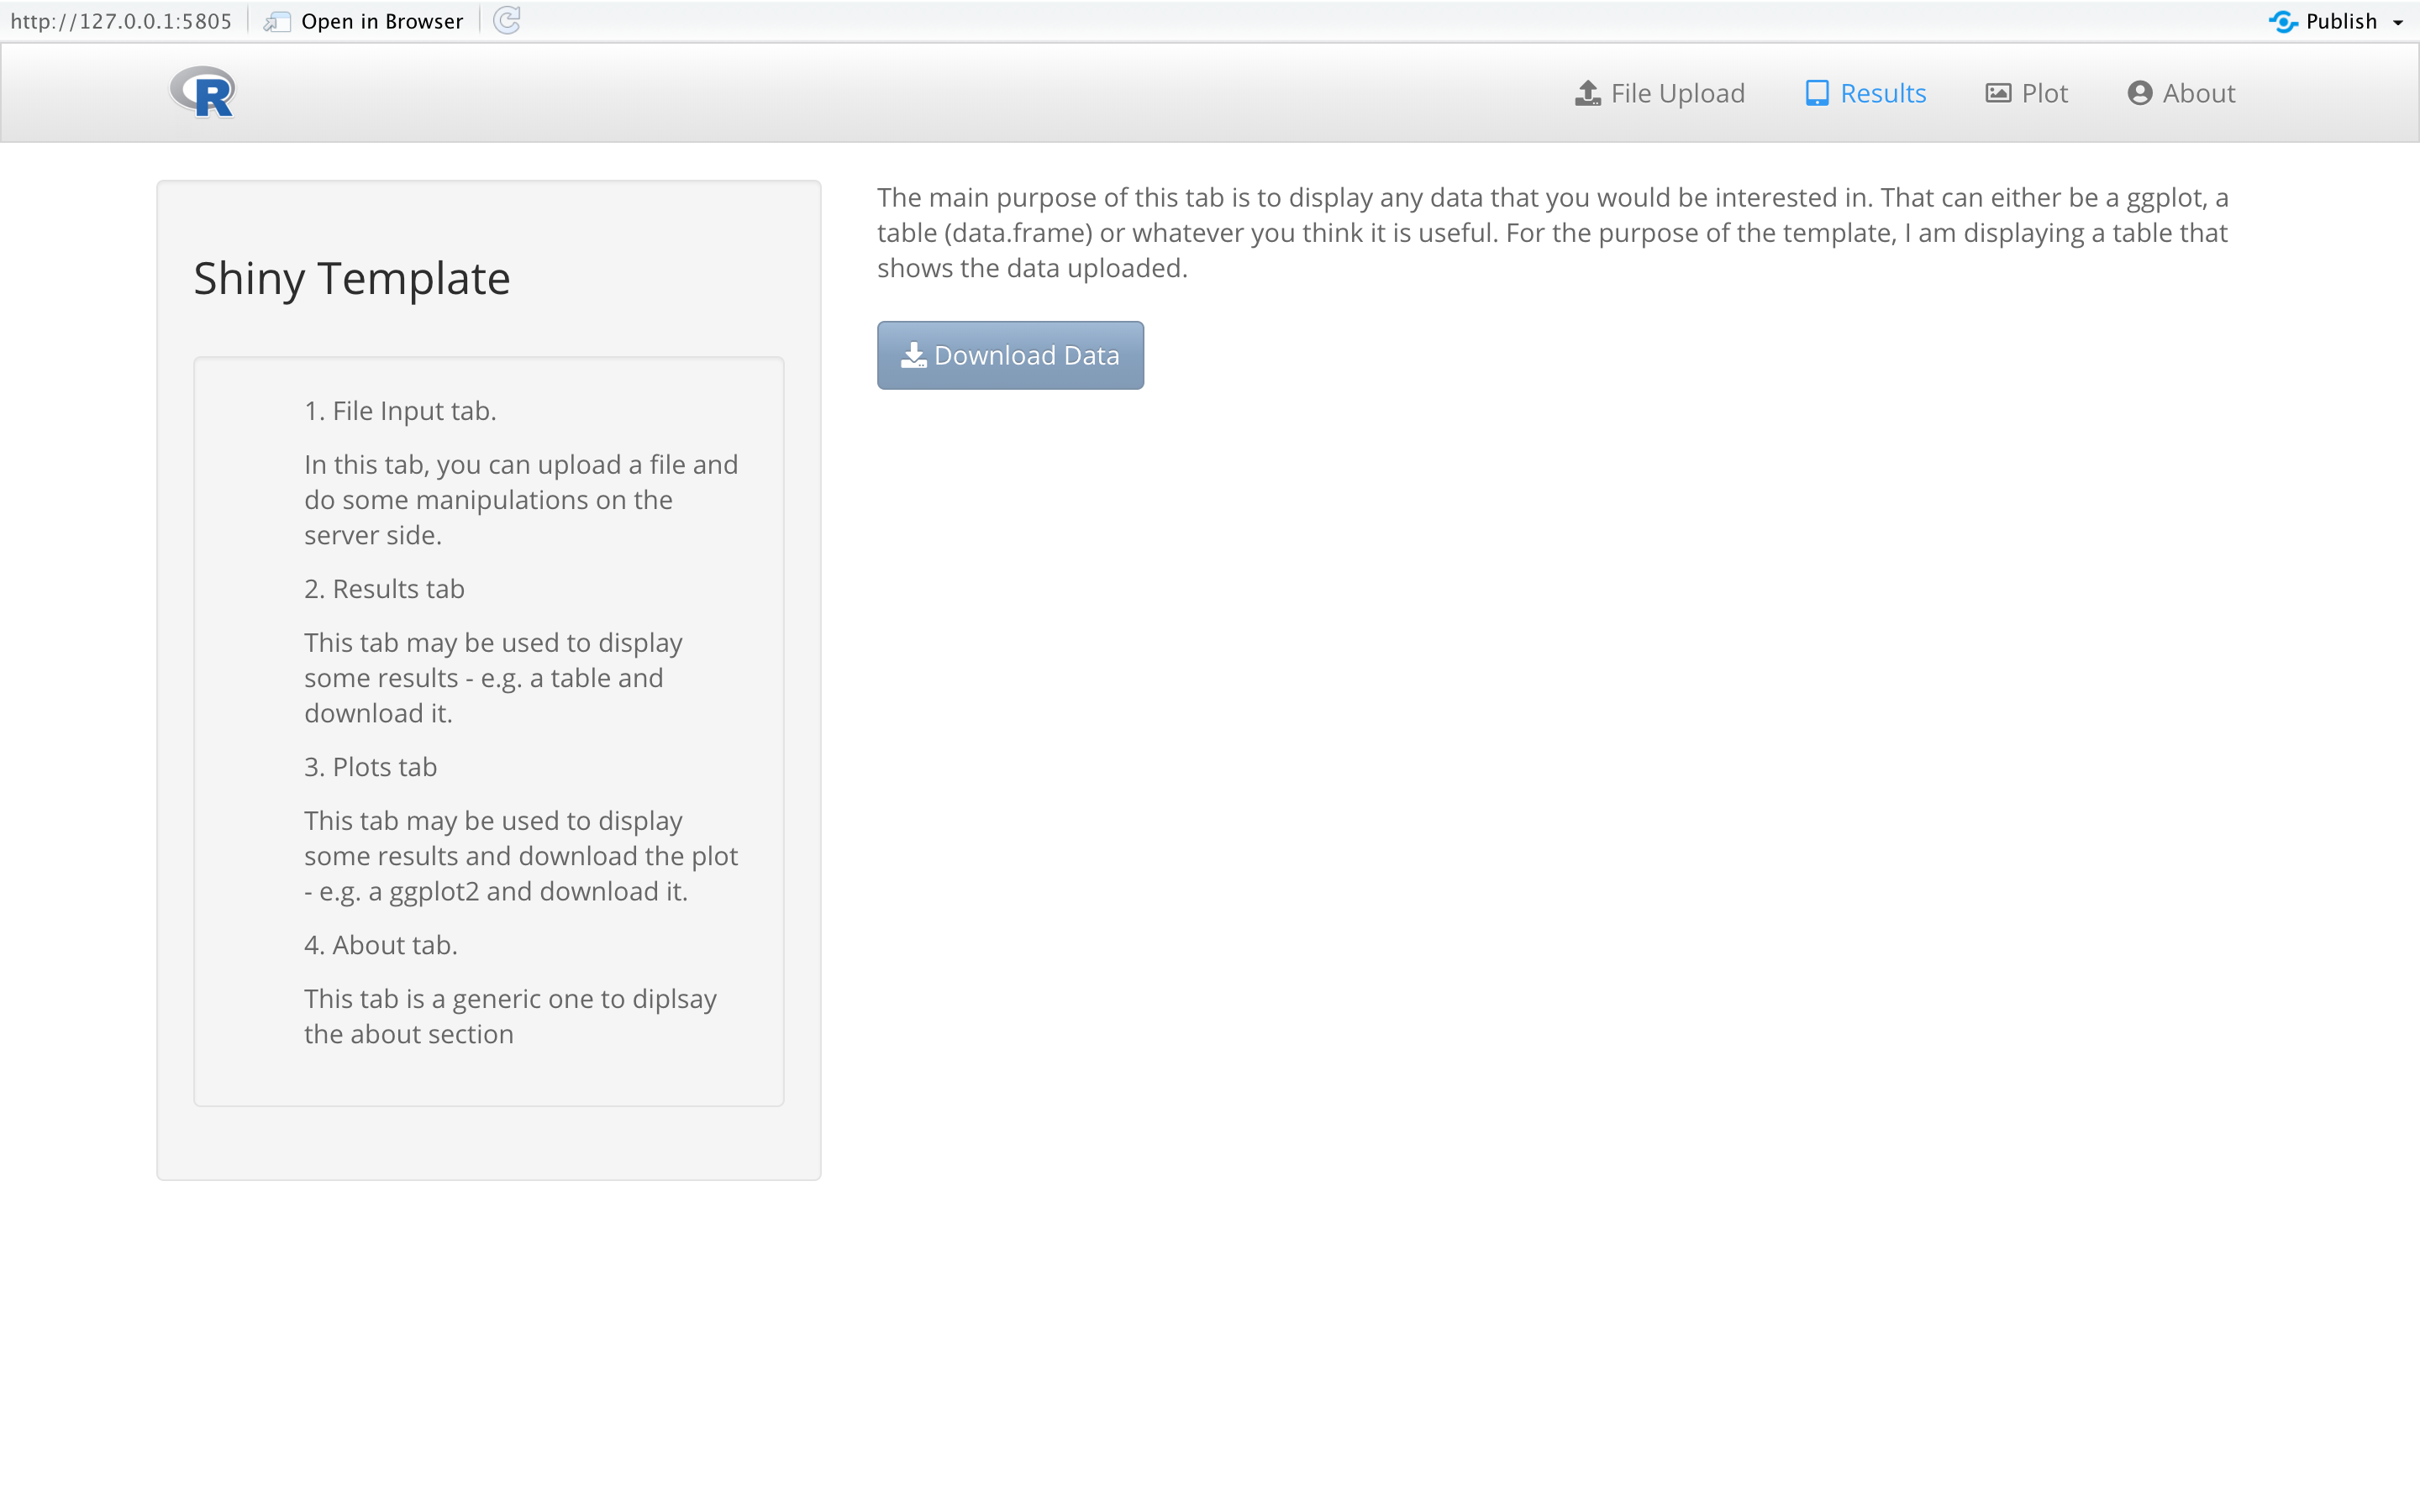 http://127.0.0.1:5805
Open in Browser
Publish
R
File Upload
Results
Plot
About
Shiny Template
1. File Input tab.
In this tab, you can upload a file and
do some manipulations on the
server side.
2. Results tab
This tab may be used to display
some results - e.g. a table and
download it.
3. Plots tab
This tab may be used to display
some results and download the plot
- e.g. a ggplot2 and download it.
4. About tab.
This tab is a generic one to diplsay
the about section
The main purpose of this tab is to display any data that you would be interested in. That can either be a ggplot, a
table (data.frame) or whatever you think it is useful. For the purpose of the template, I am displaying a table that
shows the data uploaded.
Download Data